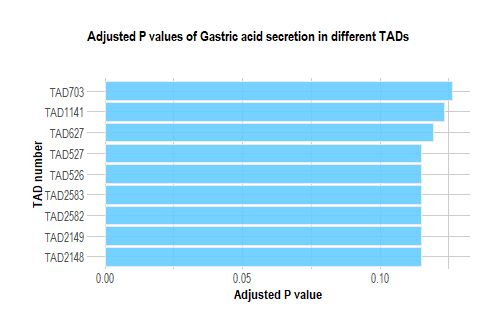 Adjusted P values of Gastric acid secretion in different TADs
TAD703
TAD1141
TAD627
TAD527
TAD526
TAD2583
TAD2582
TAD2149
TAD2148
TAD number
0.00 0.05 0.10
Adjusted P value